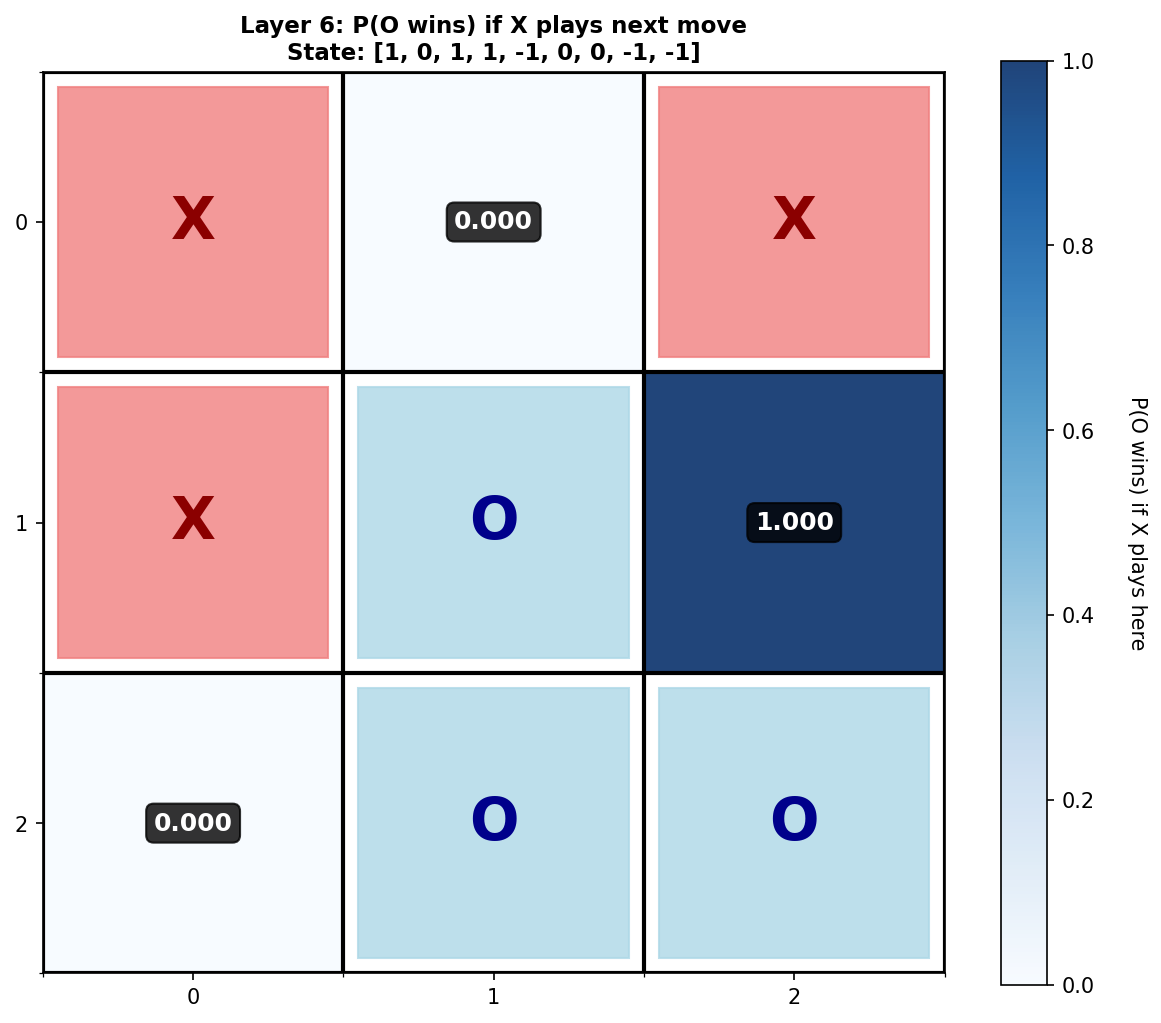 Layer 6: P(O wins) if X plays next move
State: [1, 0, 1, 1, -1, 0, 0, -1, -1]
0
X
0.000
X
1
X
O
1.000
2
0.000
O
O
0
1
2
1.0
0.8
0.6
0.4
0.2
0.0
P(O wins) if X plays here